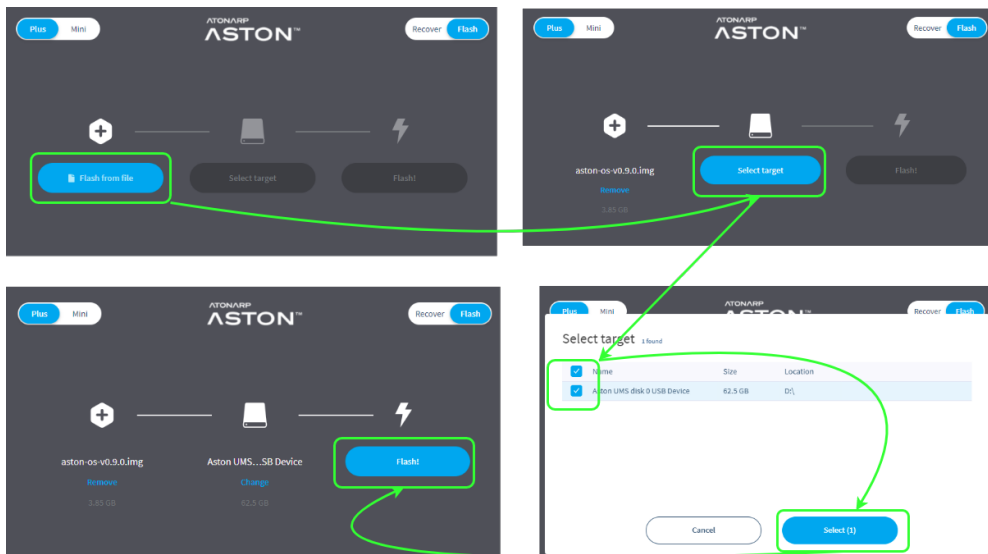 Plus Mini
ATONARP
ASTON™
Recover Flash
Flash from file
Select target
Flash!
Plus Mini
ATONARP
ASTON™
Recover Flash
aston-os-v0.9.0.img
Remove
3.85 GB
Select target
Flash!
Plus Mini
ATONARP
ASTON™
Recover Flash
aston-os-v0.9.0.img
Remove
3.85 GB
Aston UMS...SB Device
Change
62.5 GB
Flash!
Plus Mini
ATONARP
ASTON™
Recover Flash
Select target 1 found
Name Size Location
Aston UMS disk 0 USB Device 62.5 GB D:\
Cancel
Select (1)